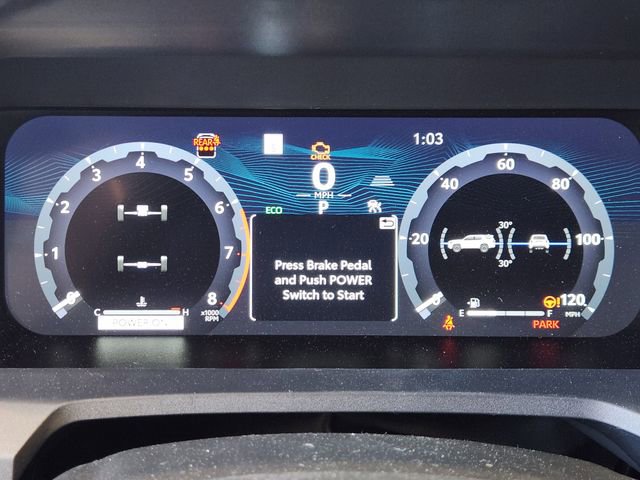 REAR
1:03
CHECK
0
MPH
P
ECO
Press Brake Pedal
and Push POWER
Switch to Start
0
1
2
3
4
5
6
7
8
x1000
RPM
C
H
POWER ON
0
20
40
60
80
100
120
MPH
30°
30°
E
F
PARK